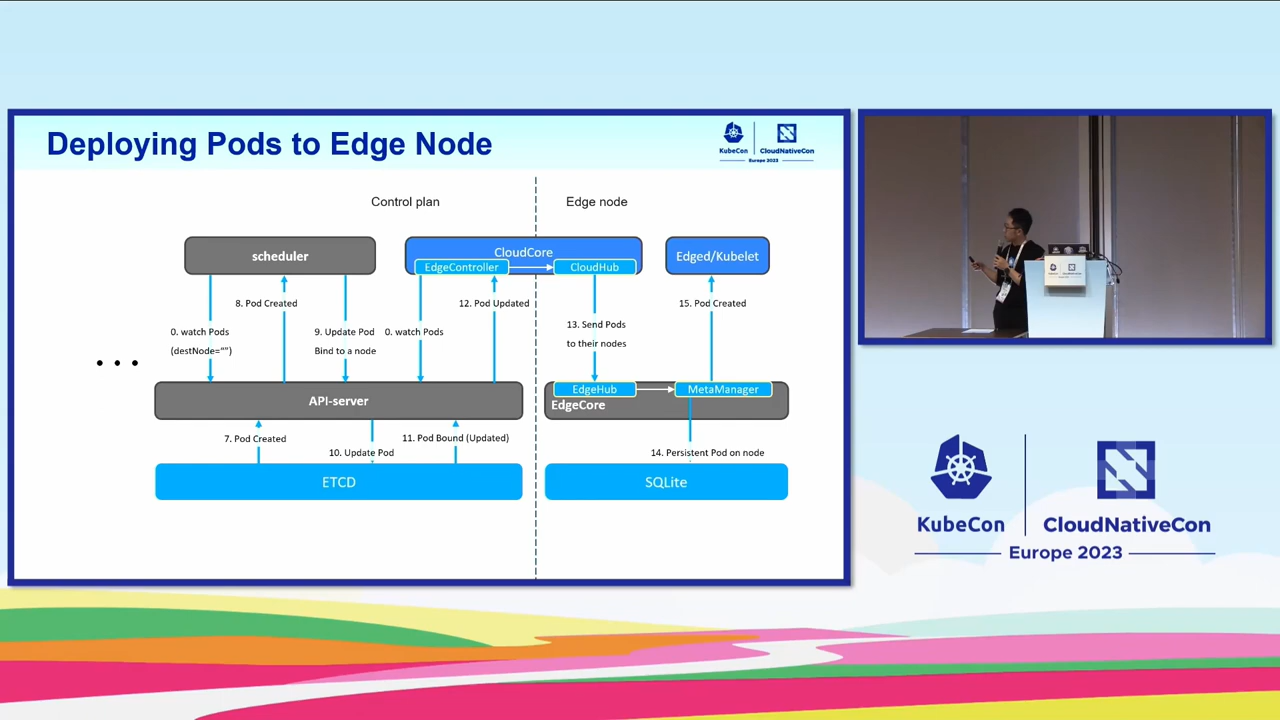 Deploying Pods to Edge Node
KubeCon
CloudNativeCon
Europe 2023
Control plan
Edge node
scheduler
CloudCore
EdgeController
CloudHub
Edged/Kubelet
8. Pod Created
12. Pod Updated
15. Pod Created
0. watch Pods
(destNode="")
9. Update Pod
Bind to a node
0. watch Pods
13. Send Pods
to their nodes
• • •
API-server
EdgeHub
MetaManager
EdgeCore
7. Pod Created
10. Update Pod
11. Pod Bound (Updated)
14. Persistent Pod on node
ETCD
SQLite
KubeCon
CloudNativeCon
Europe 2023